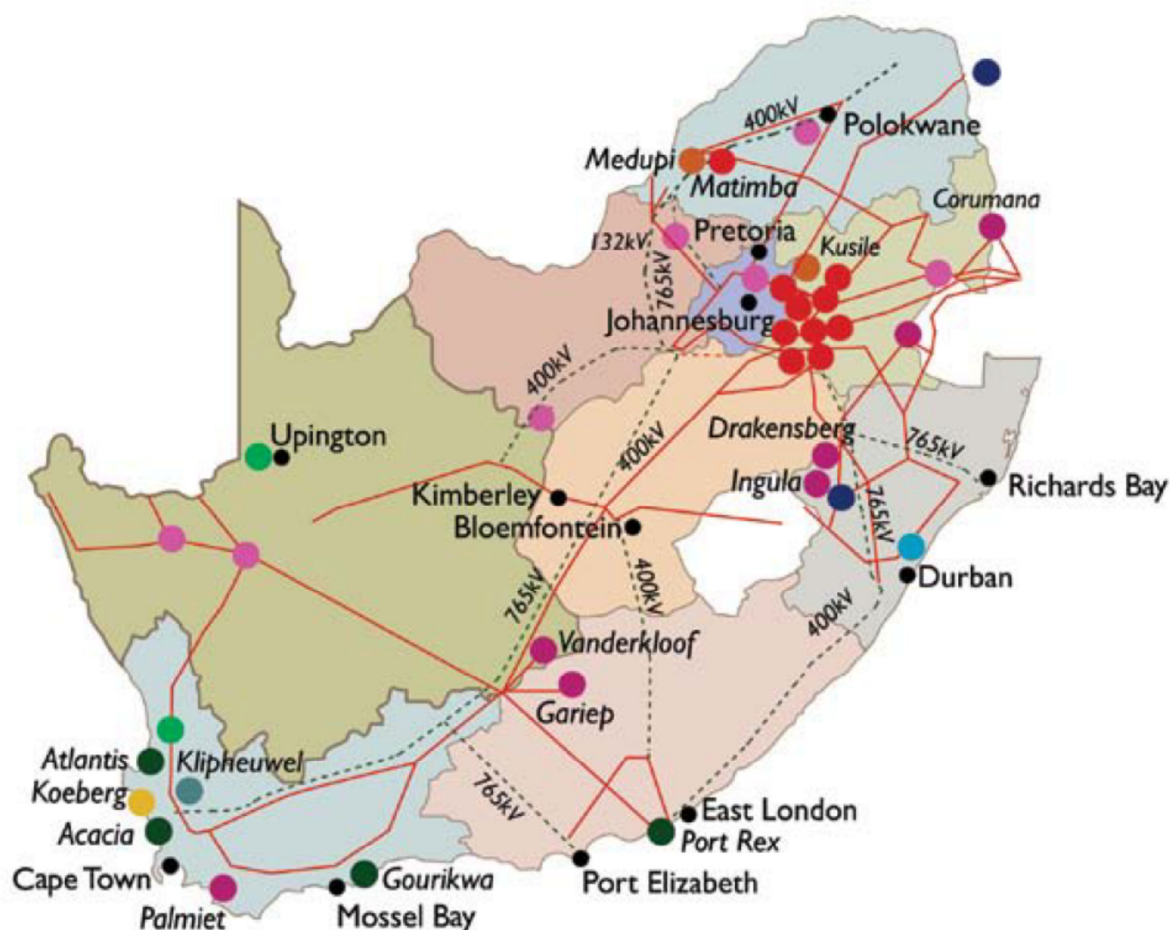 400kV
Polokwane
Medupi
Matimba
Corumana
132kV
Pretoria
Kusile
765kV
Johannesburg
400kV
Upington
400kV
Drakensberg
765kV
Kimberley
Ingula
Richards Bay
Bloemfontein
765kV
765kV
400kV
Durban
400kV
Vanderkloof
Gariep
Atlantis
Klipheuwel
Koeberg
765kV
East London
Acacia
Port Rex
Cape Town
Gourikwa
Port Elizabeth
Palmiet
Mossel Bay